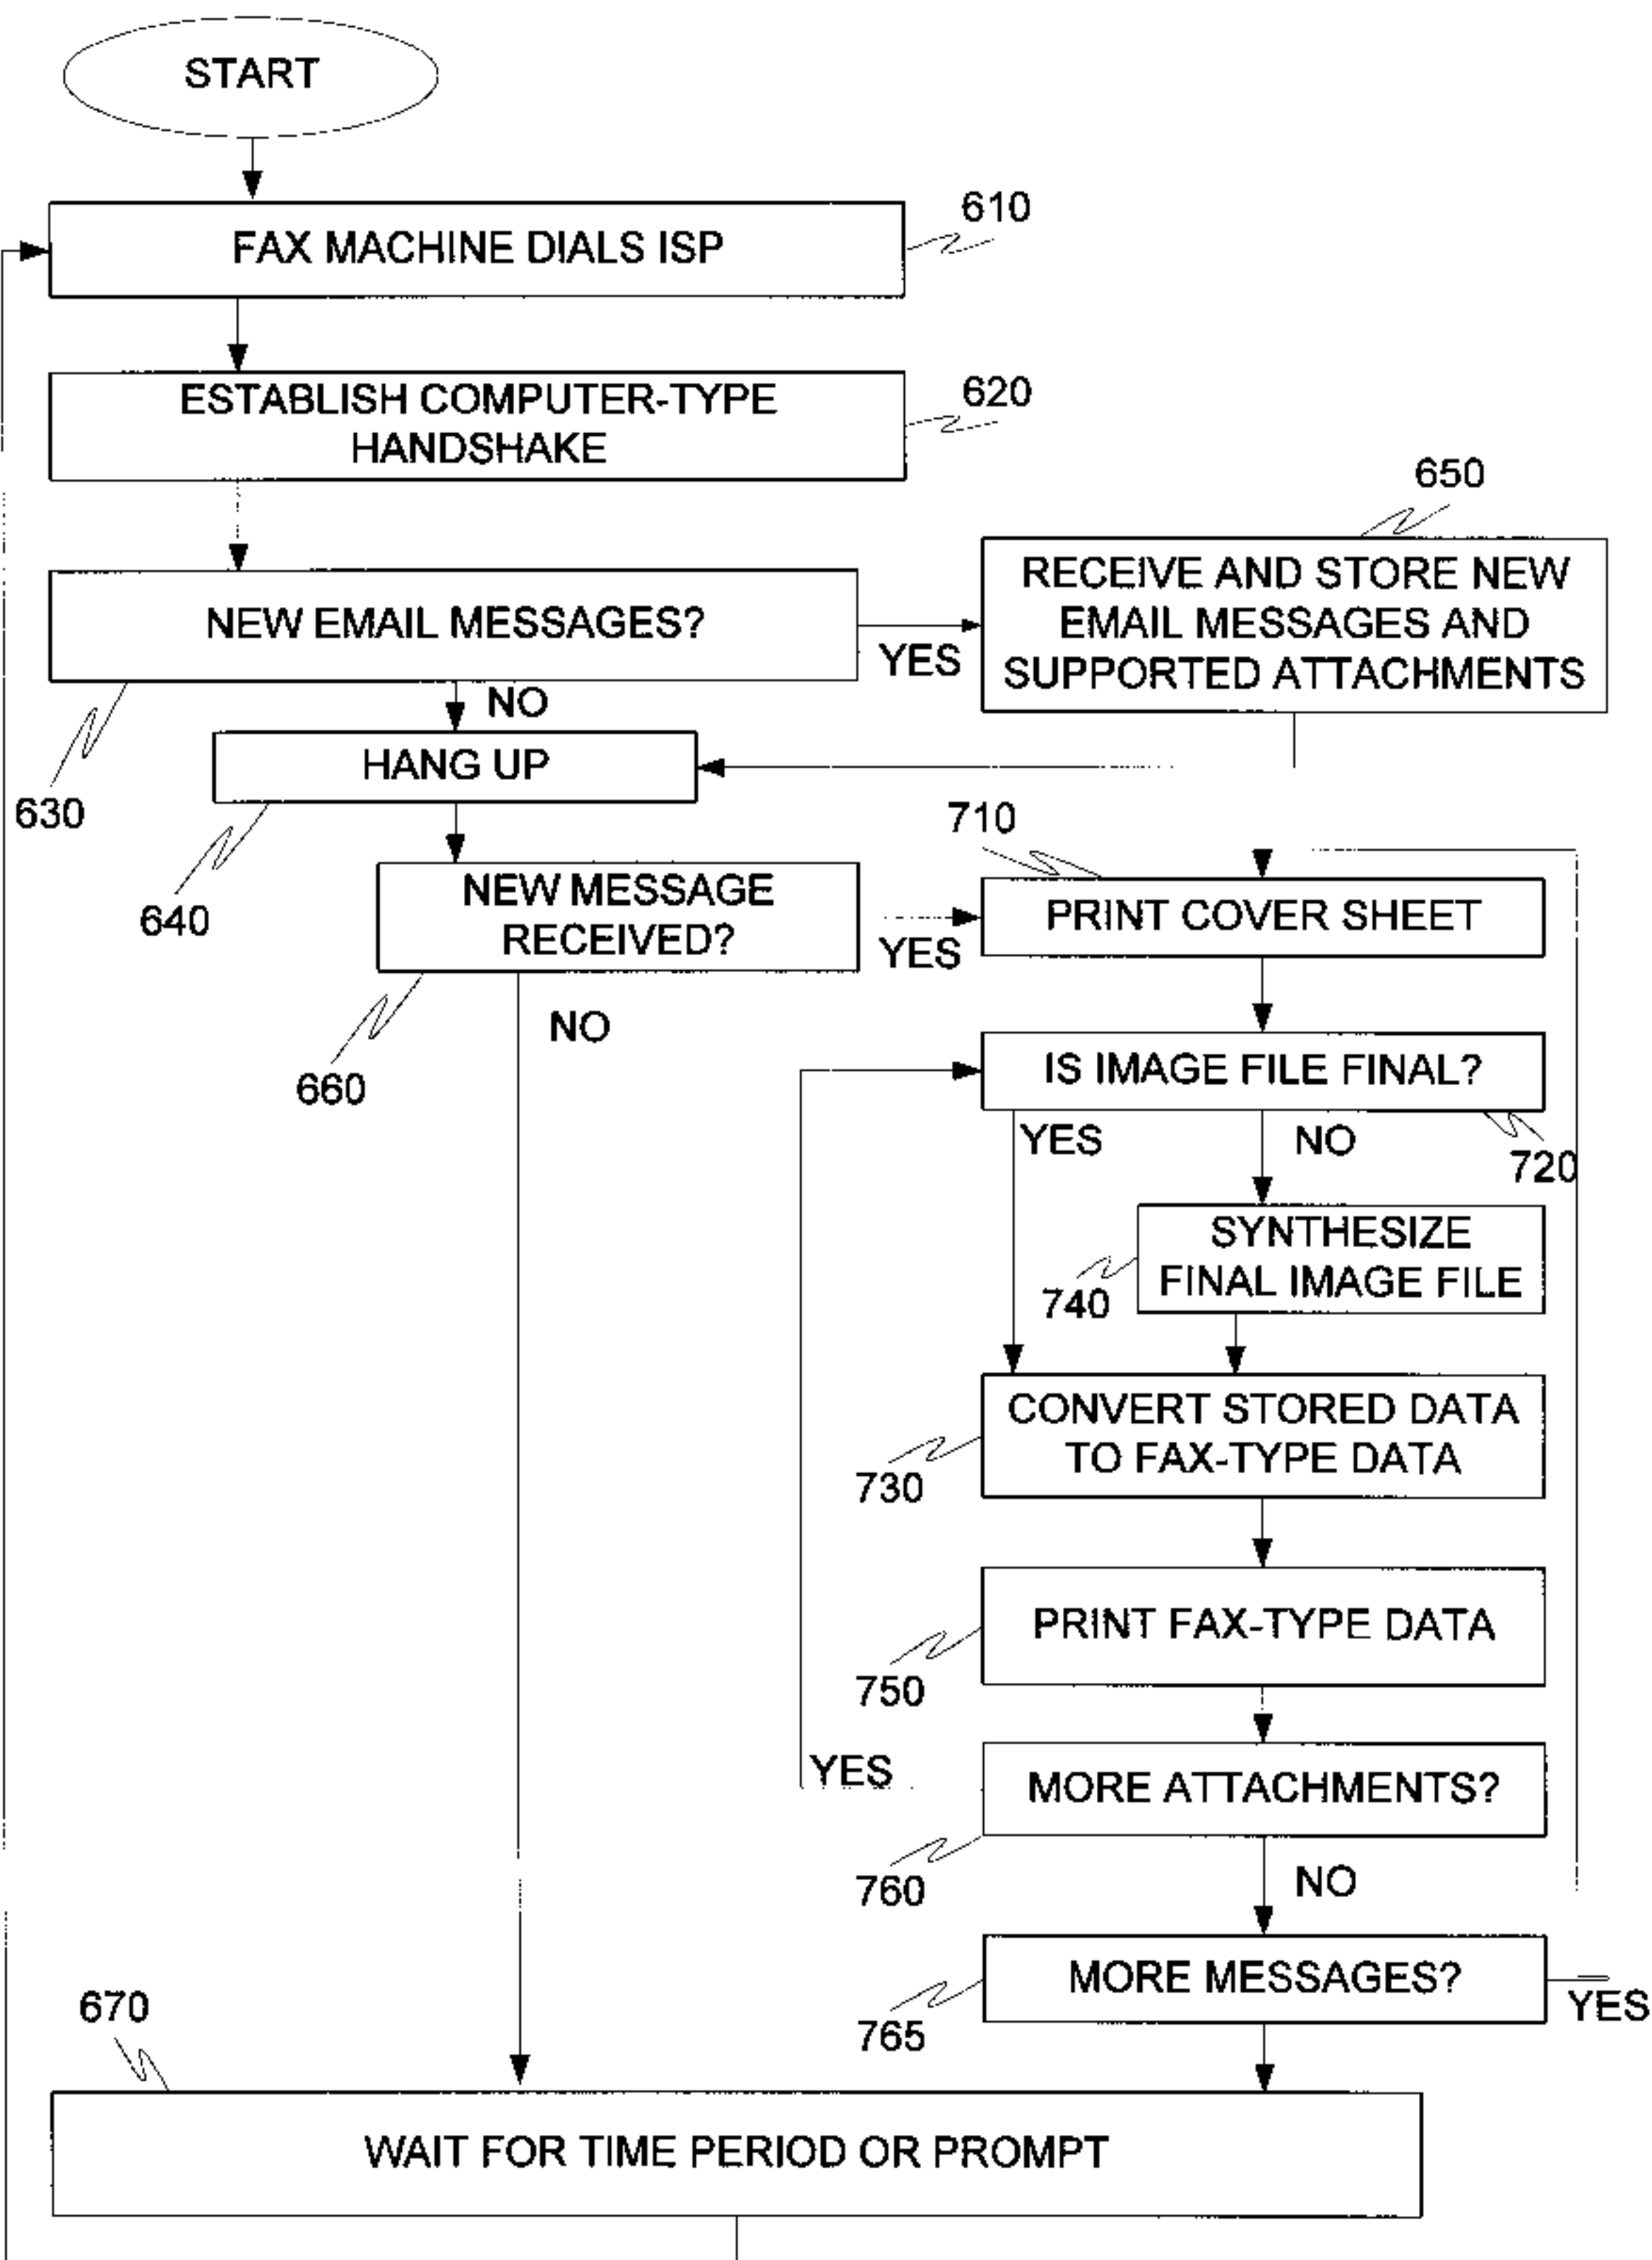 START
610
FAX MACHINE DIALS ISP
620
ESTABLISH COMPUTER-TYPE
HANDSHAKE
650
RECEIVE AND STORE NEW
EMAIL MESSAGES AND
SUPPORTED ATTACHMENTS
NEW EMAIL MESSAGES?
YES
NO
630
HANG UP
640
710
NEW MESSAGE
RECEIVED?
YES
PRINT COVER SHEET
NO
660
IS IMAGE FILE FINAL?
YES
NO
720
SYNTHESIZE
FINAL IMAGE FILE
740
CONVERT STORED DATA
TO FAX-TYPE DATA
730
PRINT FAX-TYPE DATA
750
YES
MORE ATTACHMENTS?
760
NO
MORE MESSAGES?
YES
765
670
WAIT FOR TIME PERIOD OR PROMPT